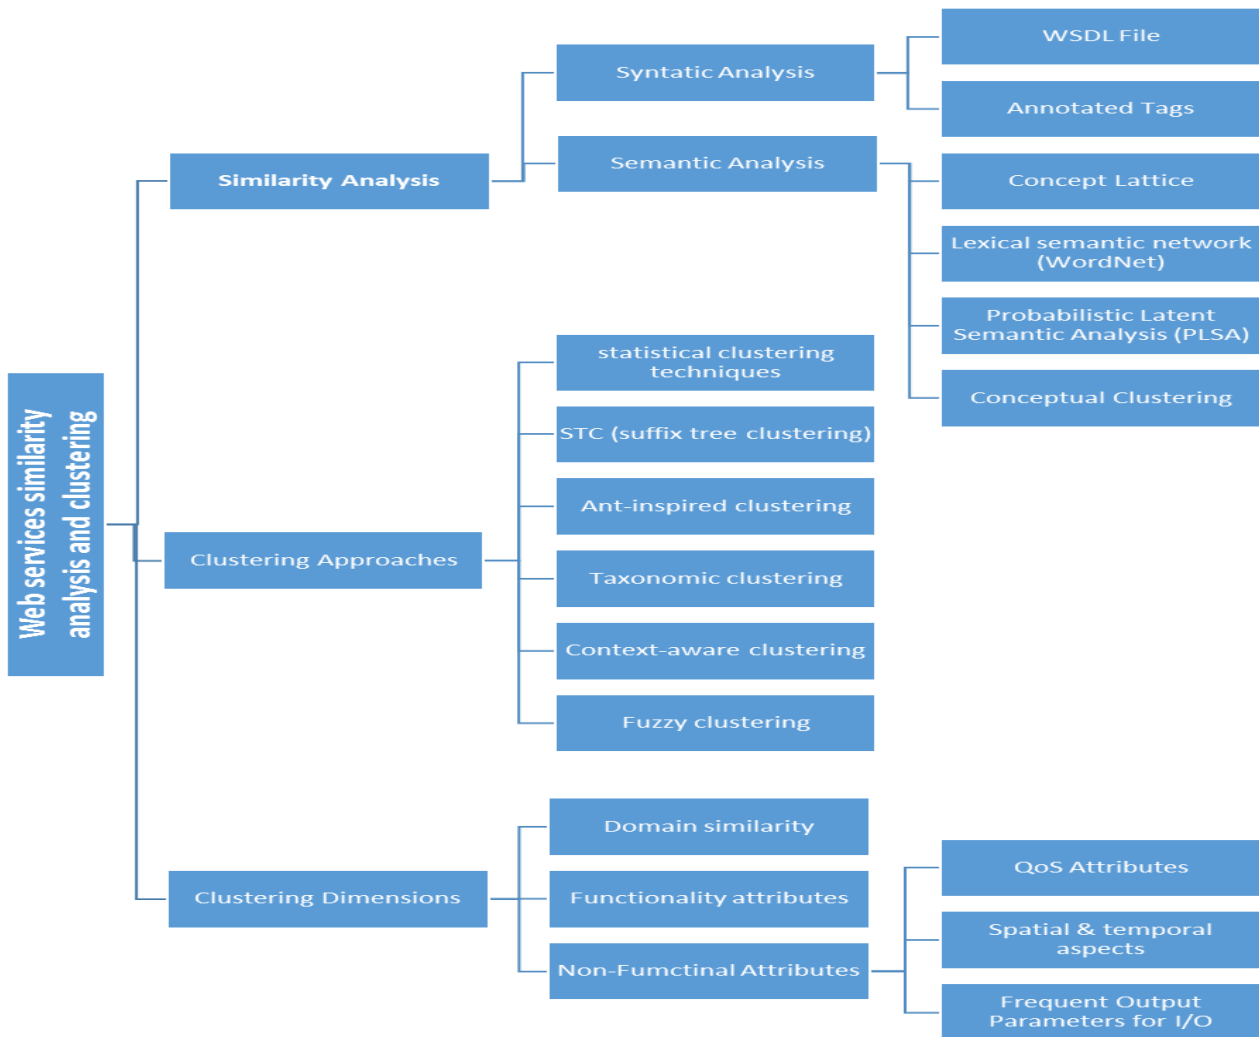 Web services similarity
analysis and clustering
Similarity Analysis
Syntatic Analysis
WSDL File
Annotated Tags
Semantic Analysis
Concept Lattice
Lexical semantic network
(WordNet)
Probabilistic Latent
Semantic Analysis (PLSA)
Conceptual Clustering
Clustering Approaches
statistical clustering
techniques
STC (suffix tree clustering)
Ant-inspired clustering
Taxonomic clustering
Context-aware clustering
Fuzzy clustering
Clustering Dimensions
Domain similarity
Functionality attributes
Non-Fumctinal Attributes
QoS Attributes
Spatial & temporal
aspects
Frequent Output
Parameters for I/O